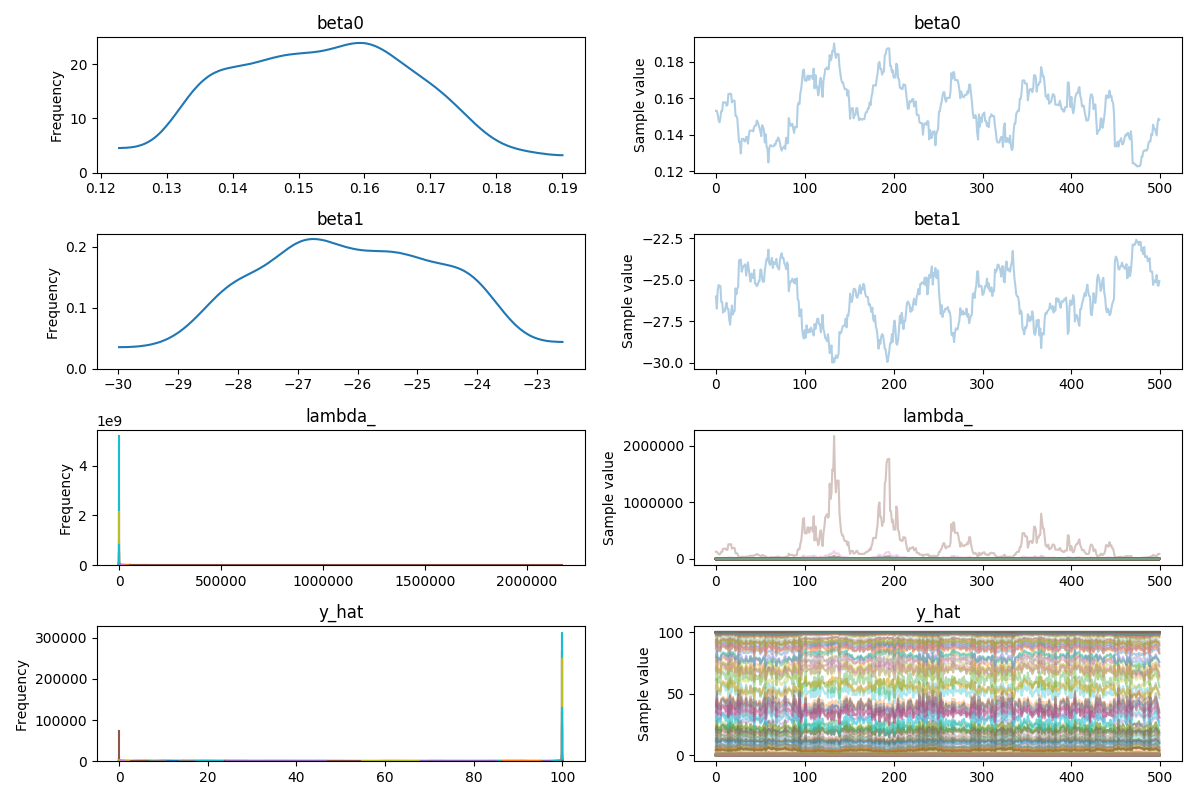 beta0
Frequency
20
10
0
0.12 0.13 0.14 0.15 0.16 0.17 0.18 0.19
beta0
Sample value
0.18
0.16
0.14
0.12
0 100 200 300 400 500
beta1
Frequency
0.2
0.1
0.0
−30 −29 −28 −27 −26 −25 −24 −23
beta1
Sample value
−22.5
−25.0
−27.5
−30.0
0 100 200 300 400 500
lambda_
1e9
Frequency
4
2
0
0 500000 1000000 1500000 2000000
lambda_
Sample value
2000000
1000000
0
0 100 200 300 400 500
y_hat
Frequency
300000
200000
100000
0
0 20 40 60 80 100
y_hat
Sample value
100
50
0
0 100 200 300 400 500